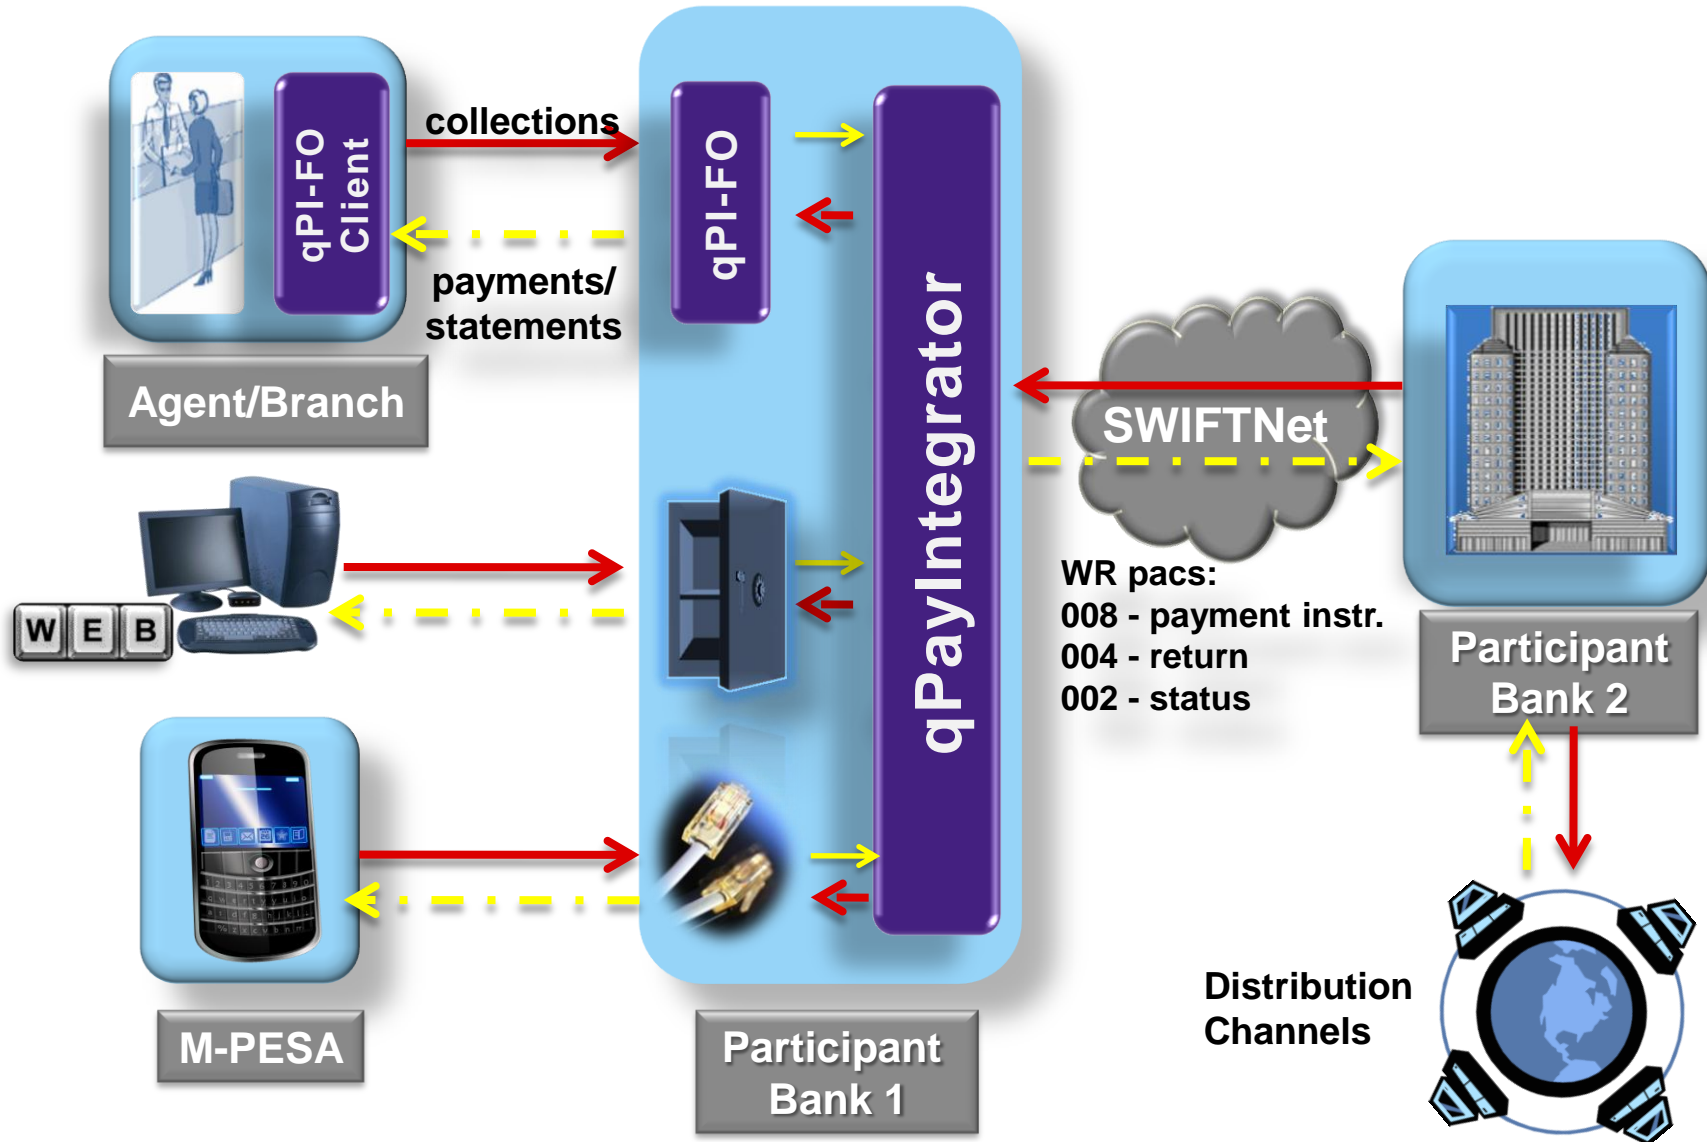 collections
qPI-FO
Client
payments/
statements
Agent/Branch
qPI-FO
qPayIntegrator
SWIFTNet
WR pacs:
008 - payment instr.
004 - return
002 - status
Participant
Bank 2
W E B
M-PESA
Participant
Bank 1
Distribution
Channels